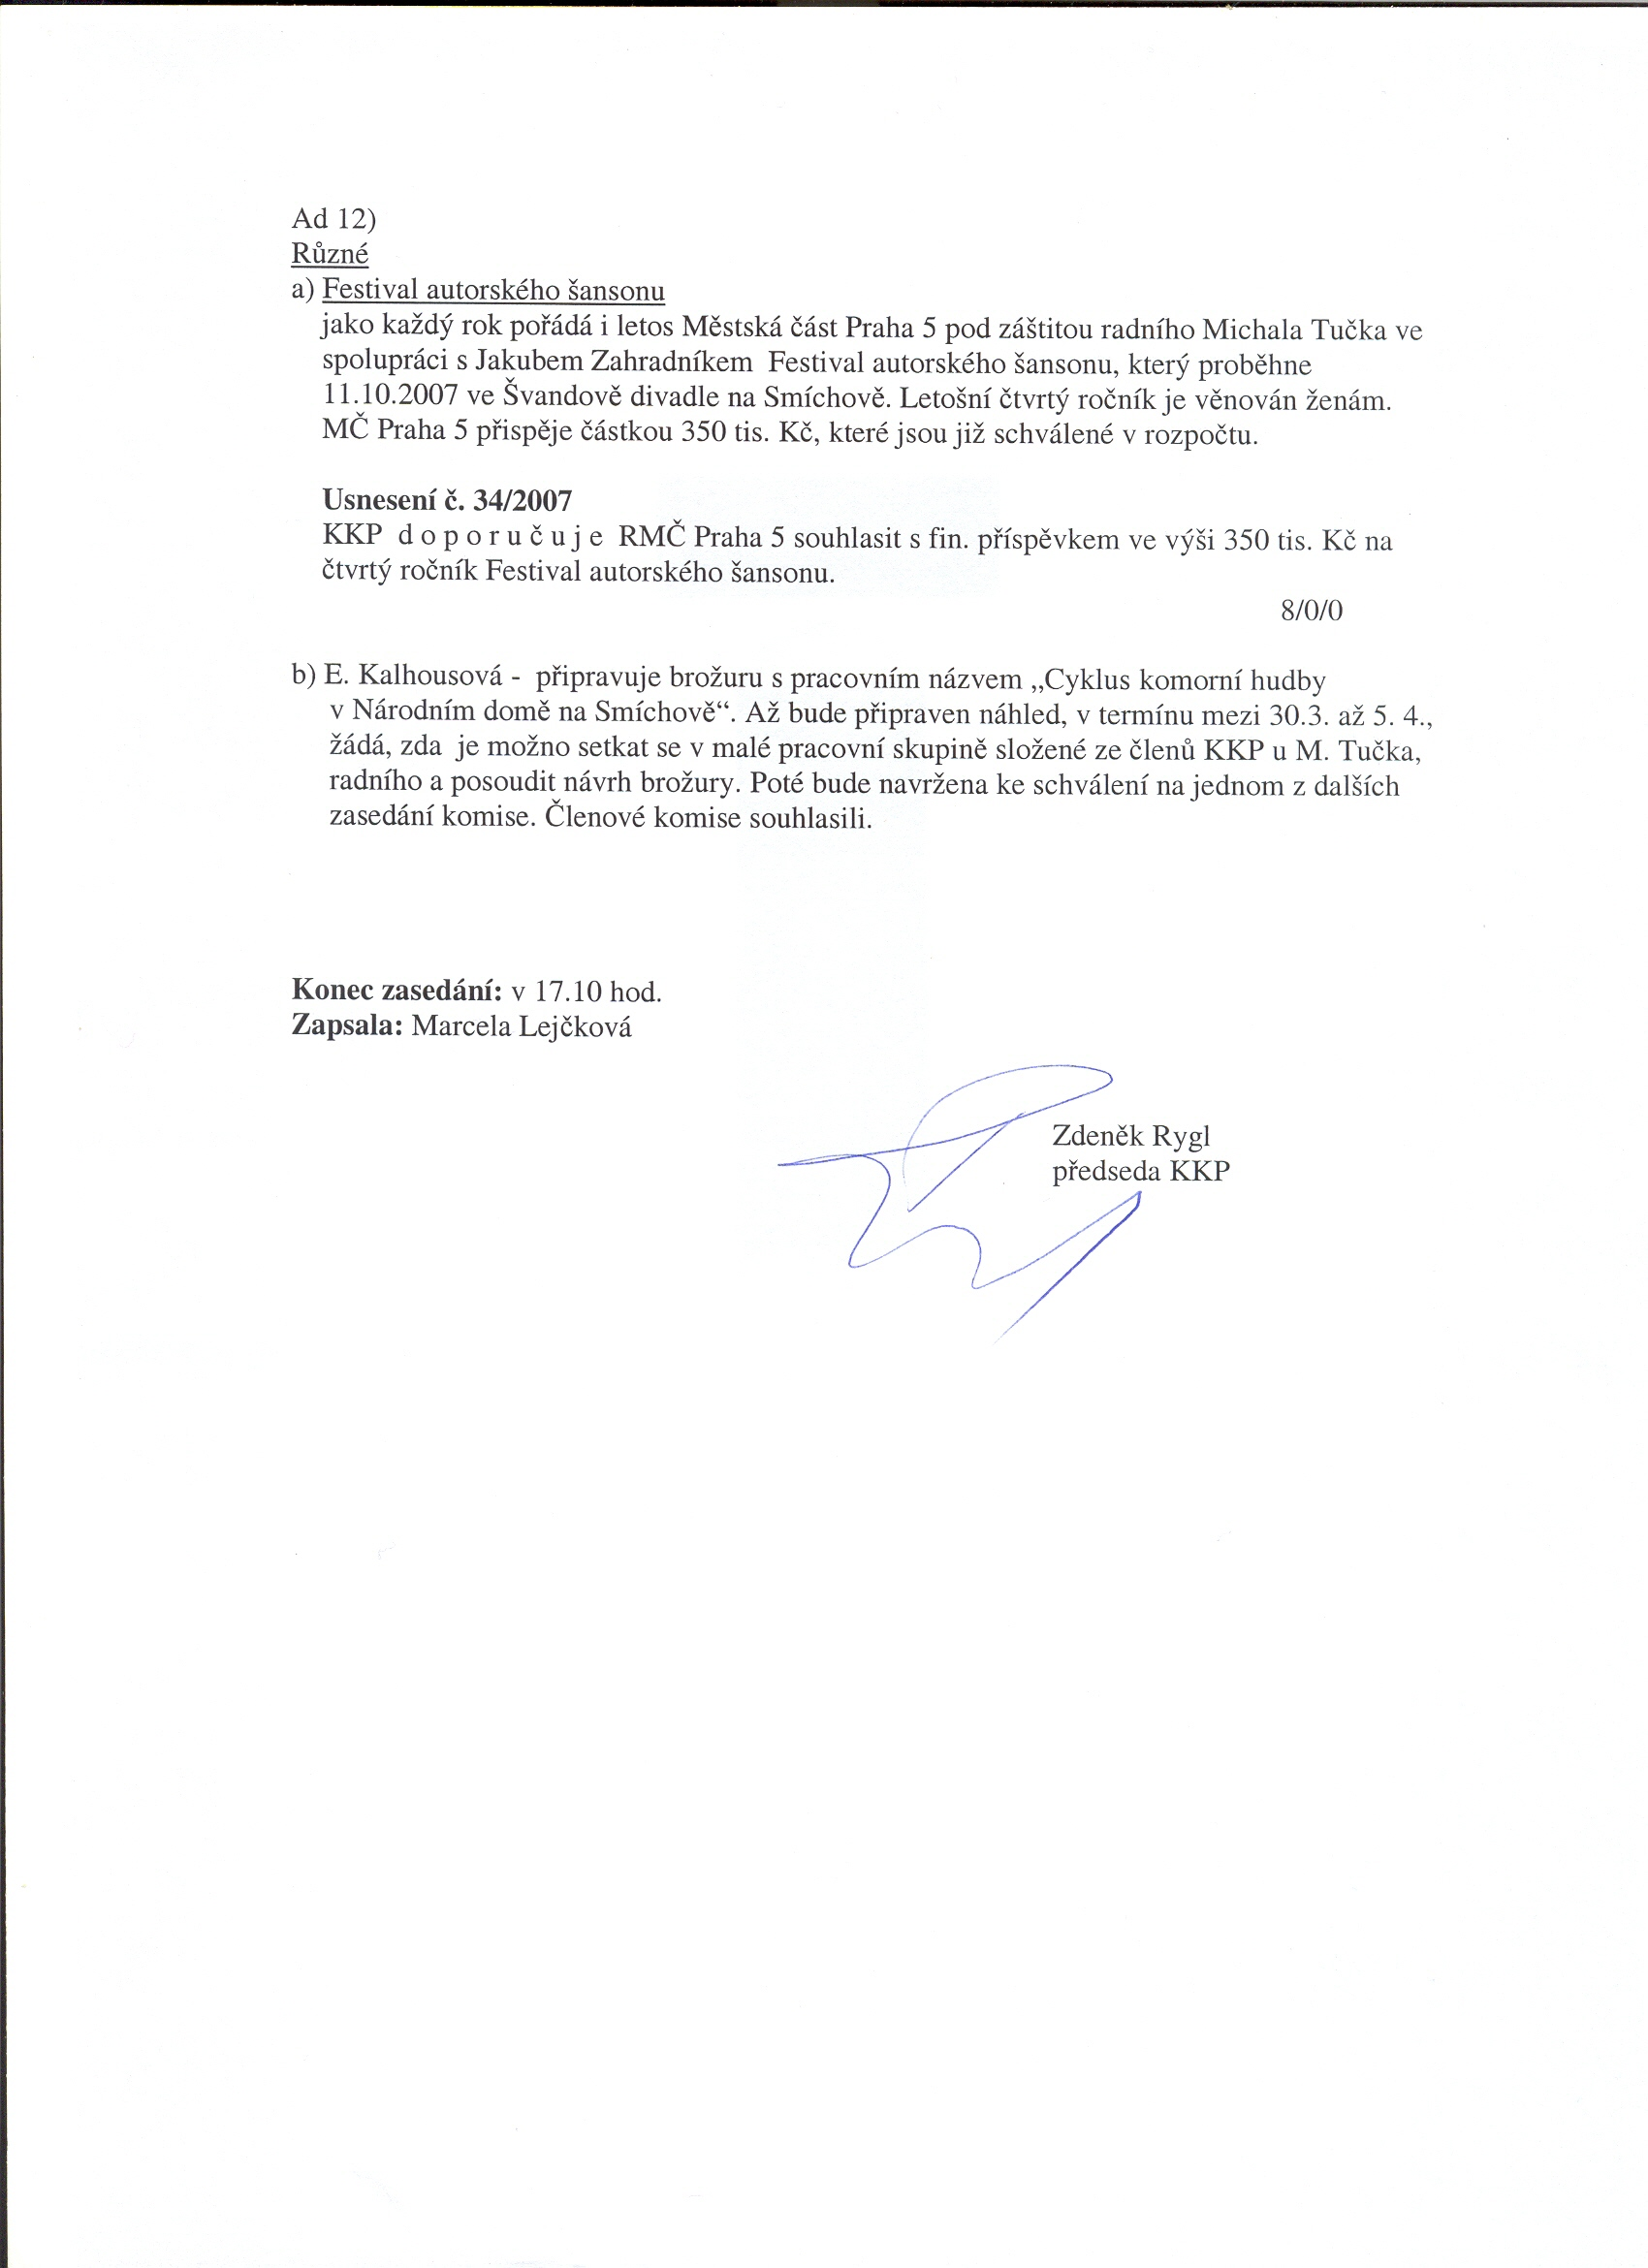 Ad 12)
Různé
a) Festival autorského šansonu
jako každý rok pořádá i letos Městská část Praha 5 pod záštitou radního Michala Tučka ve
spolupráci s Jakubem Zahradníkem  Festival autorského šansonu, který proběhne
11.10.2007 ve Švandově divadle na Smíchově. Letošní čtvrtý ročník je věnován ženám.
MČ Praha 5 přispěje částkou 350 tis. Kč, které jsou již schválené v rozpočtu.
Usnesení č. 34/2007
KKP  d o p o r u č u j e  RMČ Praha 5 souhlasit s fin. příspěvkem ve výši 350 tis. Kč na
čtvrtý ročník Festival autorského šansonu.
8/0/0
b) E. Kalhousová -  připravuje brožuru s pracovním názvem „Cyklus komorní hudby
v Národním domě na Smíchově“. Až bude připraven náhled, v termínu mezi 30.3. až 5. 4.,
žádá, zda  je možno setkat se v malé pracovní skupině složené ze členů KKP u M. Tučka,
radního a posoudit návrh brožury. Poté bude navržena ke schválení na jednom z dalších
zasedání komise. Členové komise souhlasili.
Konec zasedání: v 17.10 hod.
Zapsala: Marcela Lejčková
Zdeněk Rygl
předseda KKP